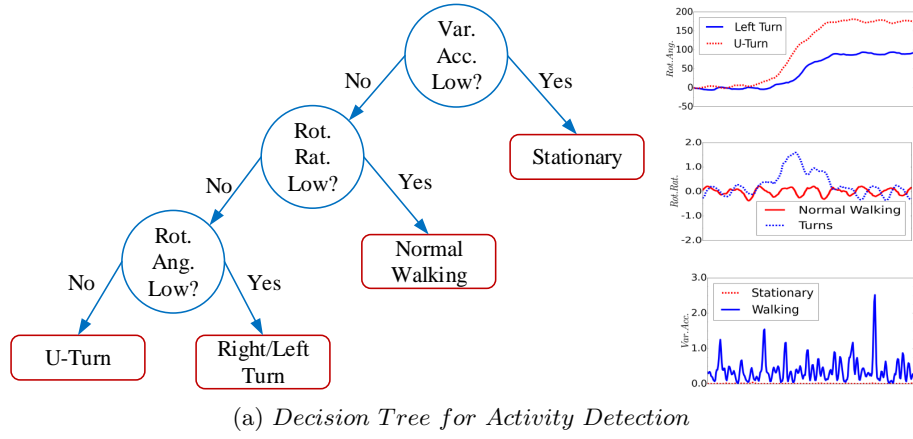 Var.
Acc.
Low?
No
Yes
Rot.
Rat.
Low?
Stationary
No
Yes
Rot.
Ang.
Low?
Normal
Walking
No
Yes
U-Turn
Right/Left
Turn
200
150
100
50
0
-50
Rot.Ang.
Left Turn
U-Turn
2.0
1.0
0.0
-1.0
-2.0
Rot.Rat.
Normal Walking
Turns
3.0
2.0
1.0
0.0
Var.Acc.
Stationary
Walking
(a) Decision Tree for Activity Detection